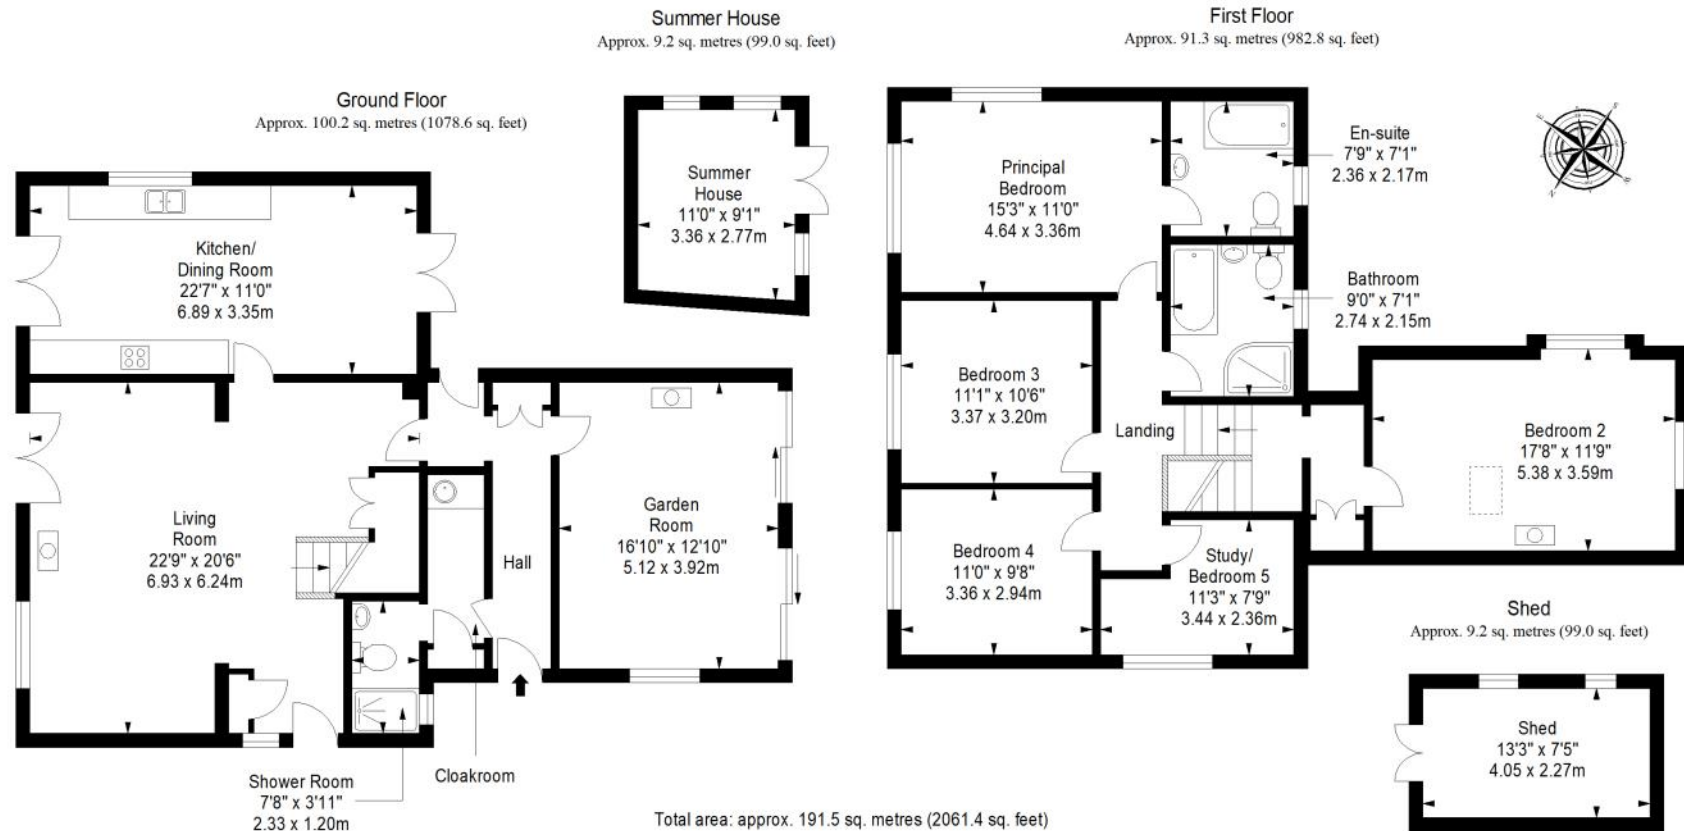 Summer House
Approx. 9.2 sq. metres (99.0 sq. feet)
First Floor
Approx. 91.3 sq. metres (982.8 sq. feet)
Ground Floor
Approx. 100.2 sq. metres (1078.6 sq. feet)
Summer
House
11'0" x 9'1"
3.36 x 2.77m
Principal
Bedroom
15'3" x 11'0"
4.64 x 3.36m
En-suite
7'9" x 7'1"
2.36 x 2.17m
Kitchen/
Dining Room
22'7" x 11'0"
6.89 x 3.35m
Bathroom
9'0" x 7'1"
2.74 x 2.15m
Bedroom 3
11'1" x 10'6"
3.37 x 3.20m
Landing
Bedroom 2
17'8" x 11'9"
5.38 x 3.59m
Living
Room
22'9" x 20'6"
6.93 x 6.24m
Hall
Garden
Room
16'10" x 12'10"
5.12 x 3.92m
Bedroom 4
11'0" x 9'8"
3.36 x 2.94m
Study/
Bedroom 5
11'3" x 7'9"
3.44 x 2.36m
Shed
Approx. 9.2 sq. metres (99.0 sq. feet)
Shed
13'3" x 7'5"
4.05 x 2.27m
Shower Room
7'8" x 3'11"
2.33 x 1.20m
Cloakroom
Total area: approx. 191.5 sq. metres (2061.4 sq. feet)